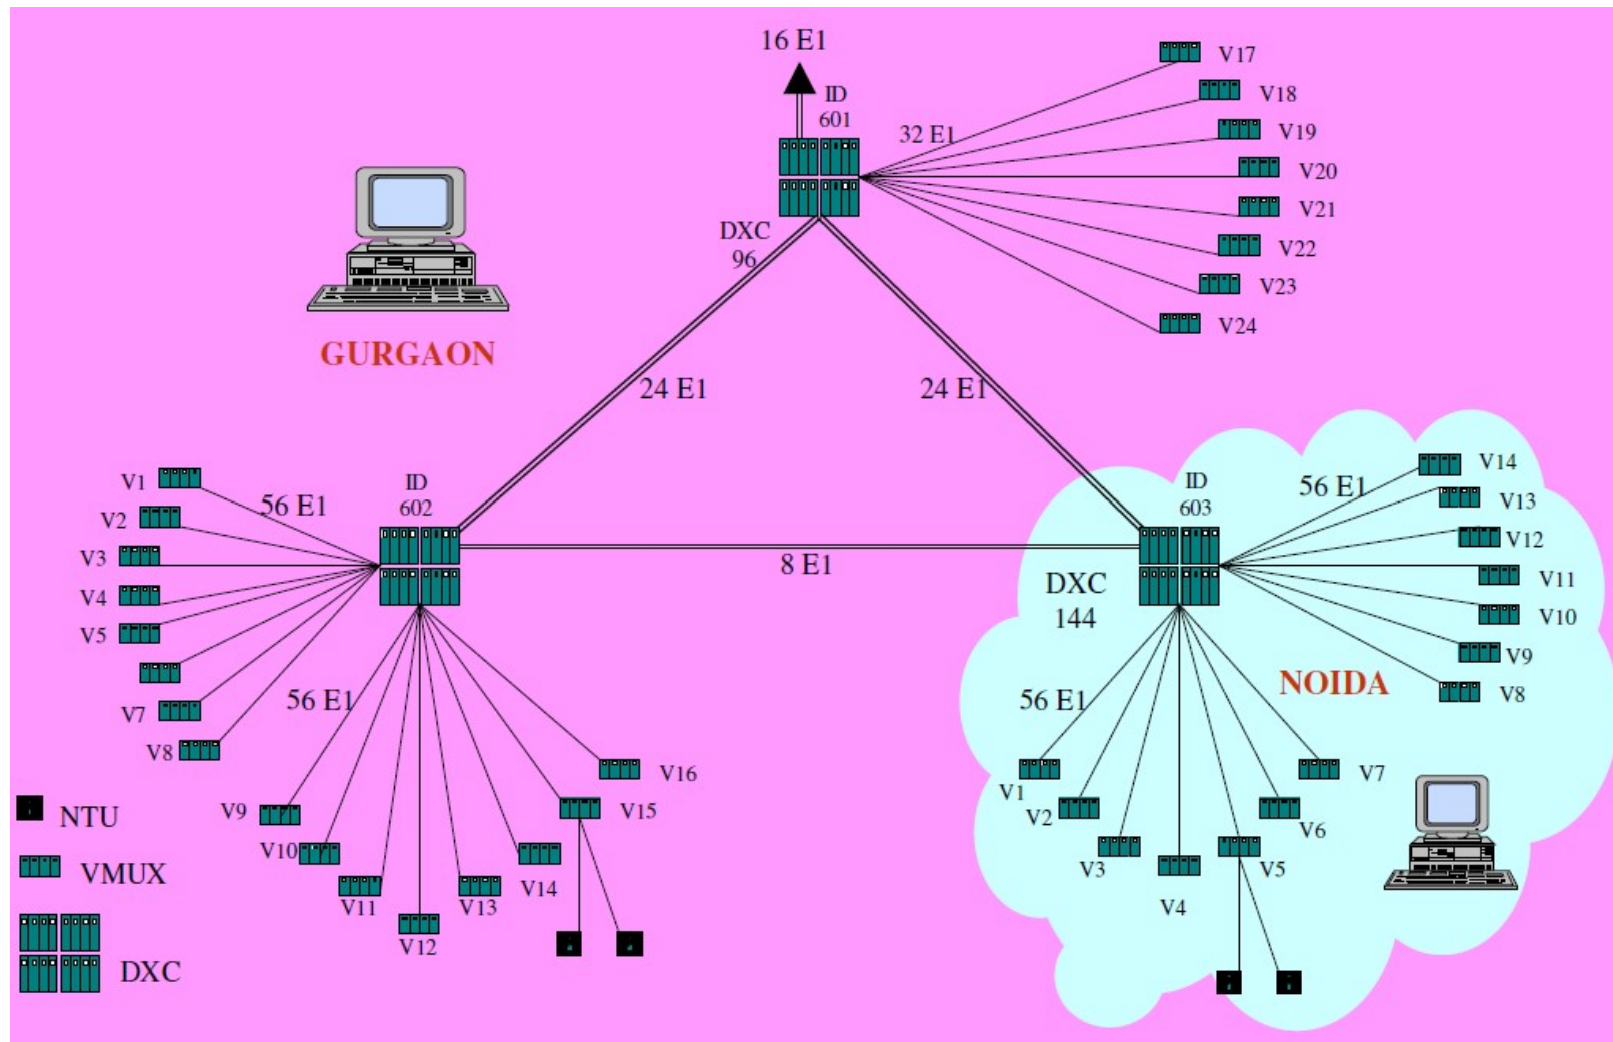 16 E1
ID
601
32 E1
V17
V18
V19
V20
V21
V22
V23
V24
DXC
96
GURGAON
24 E1
24 E1
V1
V2
V3
V4
V5
V7
V8
56 E1
ID
602
8 E1
ID
603
56 E1
V14
V13
V12
V11
V10
V9
V8
DXC
144
NOIDA
56 E1
V9
V10
V11
V12
V13
V14
V15
V16
56 E1
V1
V2
V3
V4
V5
V6
V7
NTU
VMUX
DXC